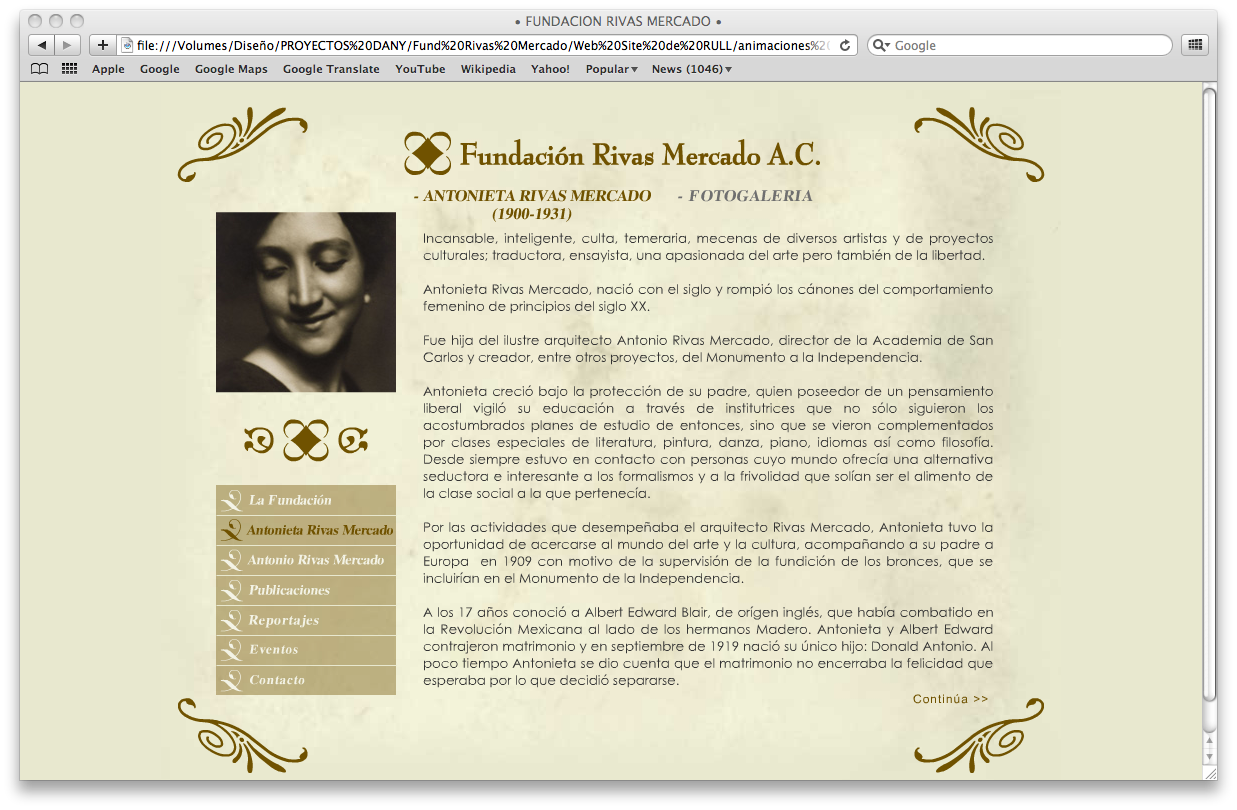 • FUNDACION RIVAS MERCADO •
file:///Volumes/Diseño/PROYECTOS%20DANY/Fund%20Rivas%20Mercado/Web%20Site%20de%20RULL/animaciones%20
Google
Apple Google Google Maps Google Translate YouTube Wikipedia Yahoo! Popular▾ News (1046)▾
Fundación Rivas Mercado A.C.
- ANTONIETA RIVAS MERCADO - FOTOGALERIA
(1900-1931)
Incansable, inteligente, culta, temeraria, mecenas de diversos artistas y de proyectos
culturales; traductora, ensayista, una apasionada del arte pero también de la libertad.
Antonieta Rivas Mercado, nació con el siglo y rompió los cánones del comportamiento
femenino de principios del siglo XX.
Fue hija del ilustre arquitecto Antonio Rivas Mercado, director de la Academia de San
Carlos y creador, entre otros proyectos, del Monumento a la Independencia.
Antonieta creció bajo la protección de su padre, quien poseedor de un pensamiento
liberal vigiló su educación a través de institutrices que no sólo siguieron los
acostumbrados planes de estudio de entonces, sino que se vieron complementados
por clases especiales de literatura, pintura, danza, piano, idiomas así como filosofía.
Desde siempre estuvo en contacto con personas cuyo mundo ofrecía una alternativa
seductora e interesante a los formalismos y a la frivolidad que solían ser el alimento de
la clase social a la que pertenecía.
Por las actividades que desempeñaba el arquitecto Rivas Mercado, Antonieta tuvo la
oportunidad de acercarse al mundo del arte y la cultura, acompañando a su padre a
Europa en 1909 con motivo de la supervisión de la fundición de los bronces, que se
incluirían en el Monumento de la Independencia.
A los 17 años conoció a Albert Edward Blair, de orígen inglés, que había combatido en
la Revolución Mexicana al lado de los hermanos Madero. Antonieta y Albert Edward
contrajeron matrimonio y en septiembre de 1919 nació su único hijo: Donald Antonio. Al
poco tiempo Antonieta se dio cuenta que el matrimonio no encerraba la felicidad que
esperaba por lo que decidió separarse.
Continúa >>
La Fundación
Antonieta Rivas Mercado
Antonio Rivas Mercado
Publicaciones
Reportajes
Eventos
Contacto